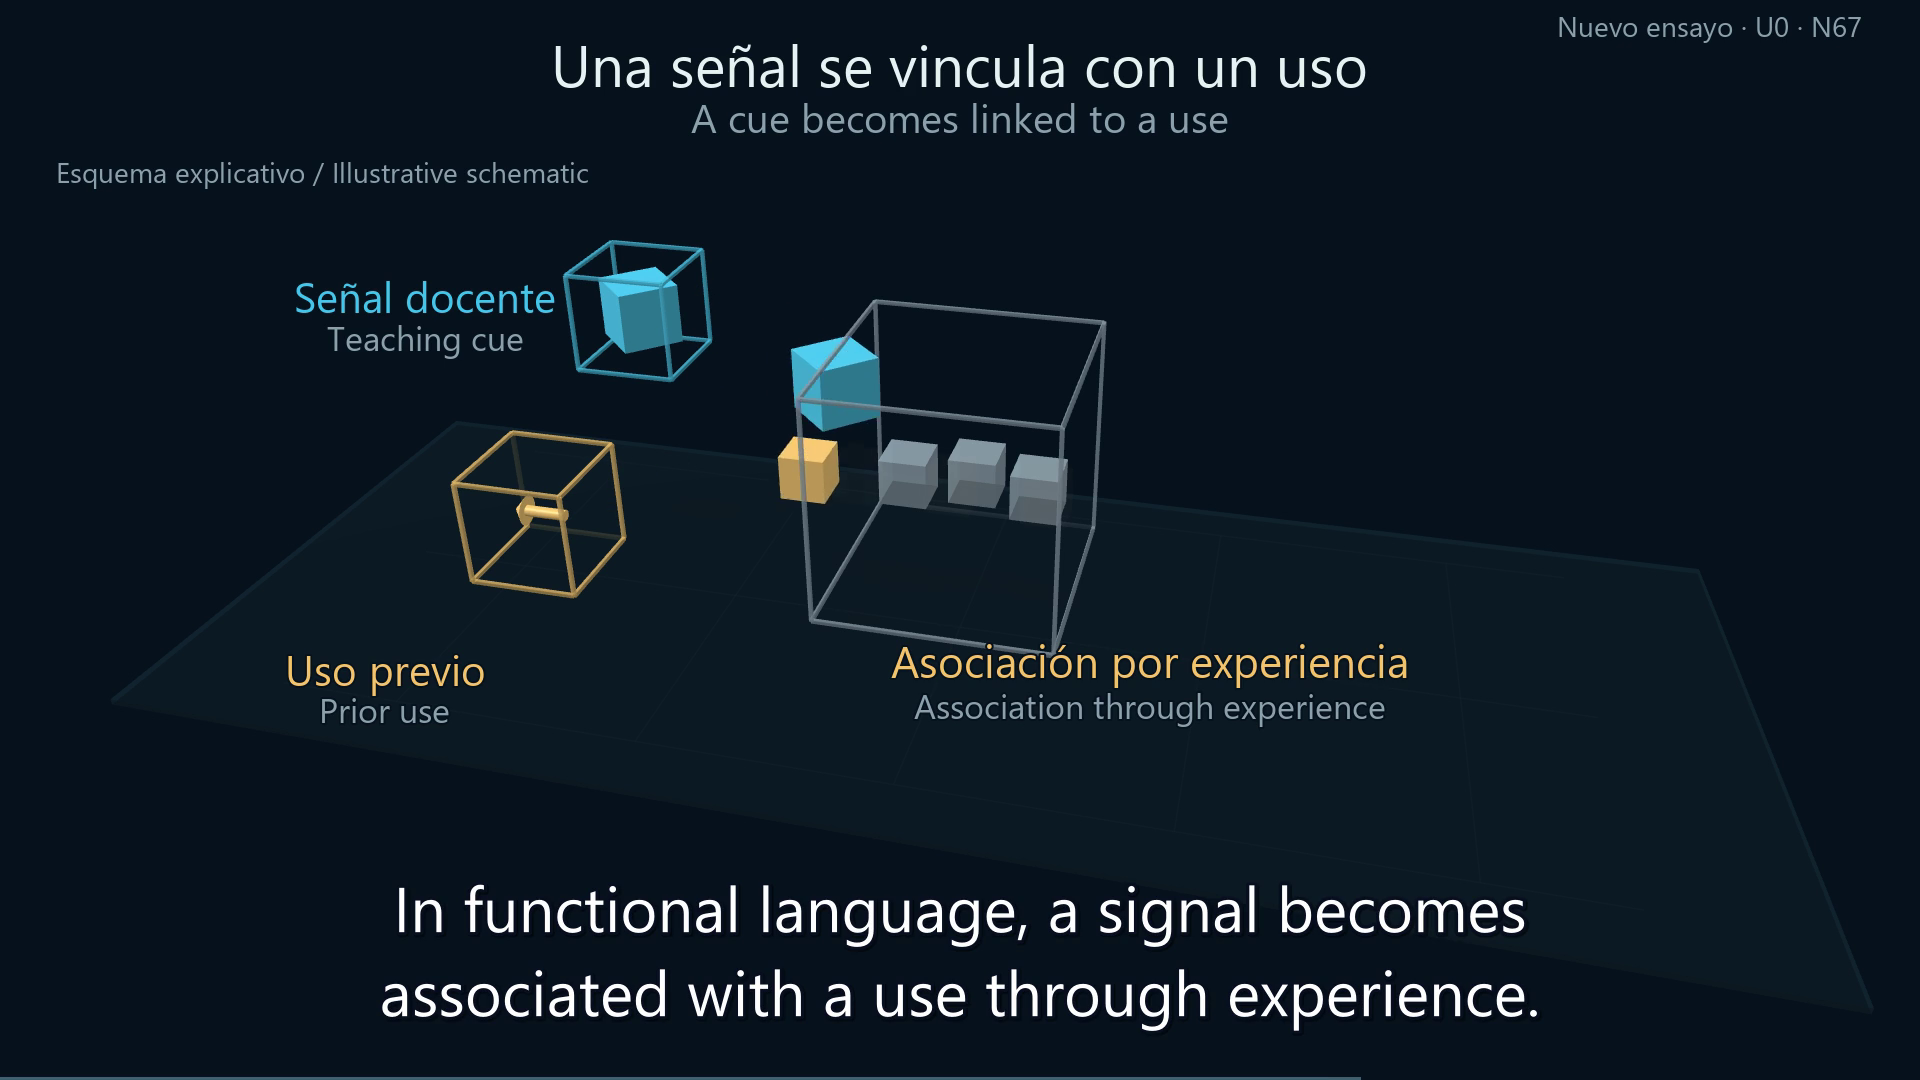 Nuevo ensayo · U0 · N67
Una señal se vincula con un uso
A cue becomes linked to a use
Esquema explicativo / Illustrative schematic
Señal docente
Teaching cue
Uso previo
Prior use
Asociación por experiencia
Association through experience
In functional language, a signal becomes
associated with a use through experience.